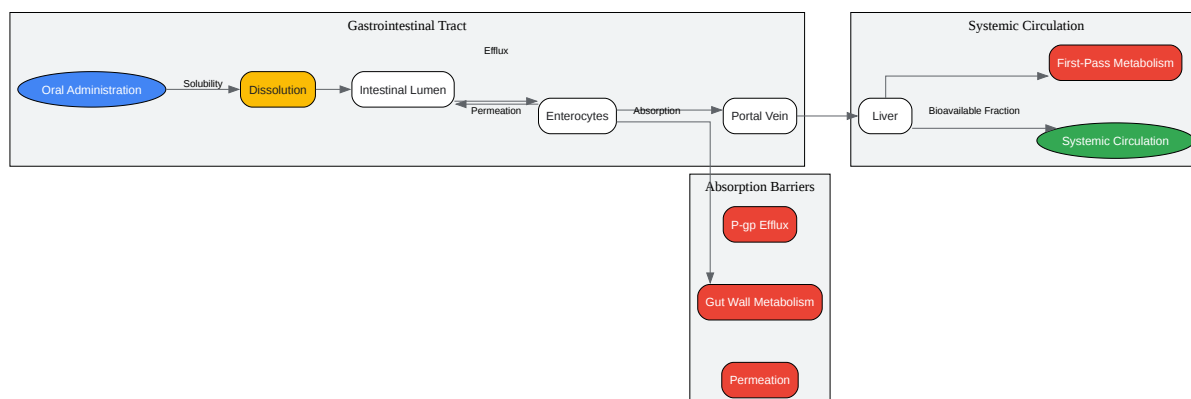 Gastrointestinal Tract
Systemic Circulation
Efflux
Oral Administration
Solubility
Dissolution
Intestinal Lumen
Permeation
Enterocytes
Absorption
Portal Vein
Liver
First-Pass Metabolism
Bioavailable Fraction
Systemic Circulation
Absorption Barriers
P-gp Efflux
Gut Wall Metabolism
Permeation